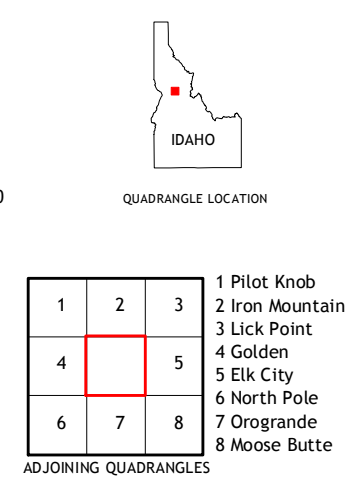 IDAHO
0
QUADRANGLE LOCATION
1 2 3
4 5
6 7 8
1 Pilot Knob
2 Iron Mountain
3 Lick Point
4 Golden
5 Elk City
6 North Pole
7 Orogrande
8 Moose Butte
ADJOINING QUADRANGLES